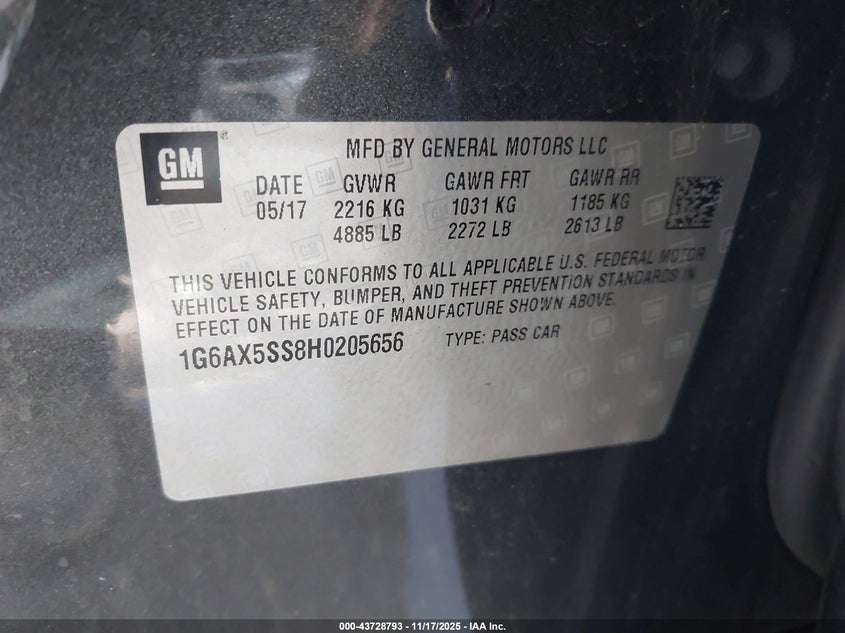 GM ®
MFD BY GENERAL MOTORS LLC
DATE GVWR GAWR FRT GAWR RR
05/17 2216 KG 1031 KG 1185 KG
4885 LB 2272 LB 2613 LB
THIS VEHICLE CONFORMS TO ALL APPLICABLE U.S. FEDERAL MOTOR
VEHICLE SAFETY, BUMPER, AND THEFT PREVENTION STANDARDS IN
EFFECT ON THE DATE OF MANUFACTURE SHOWN ABOVE.
1G6AX5SS8H0205656 TYPE: PASS CAR
000-43728793 — 11/17/2025 — IAA Inc.